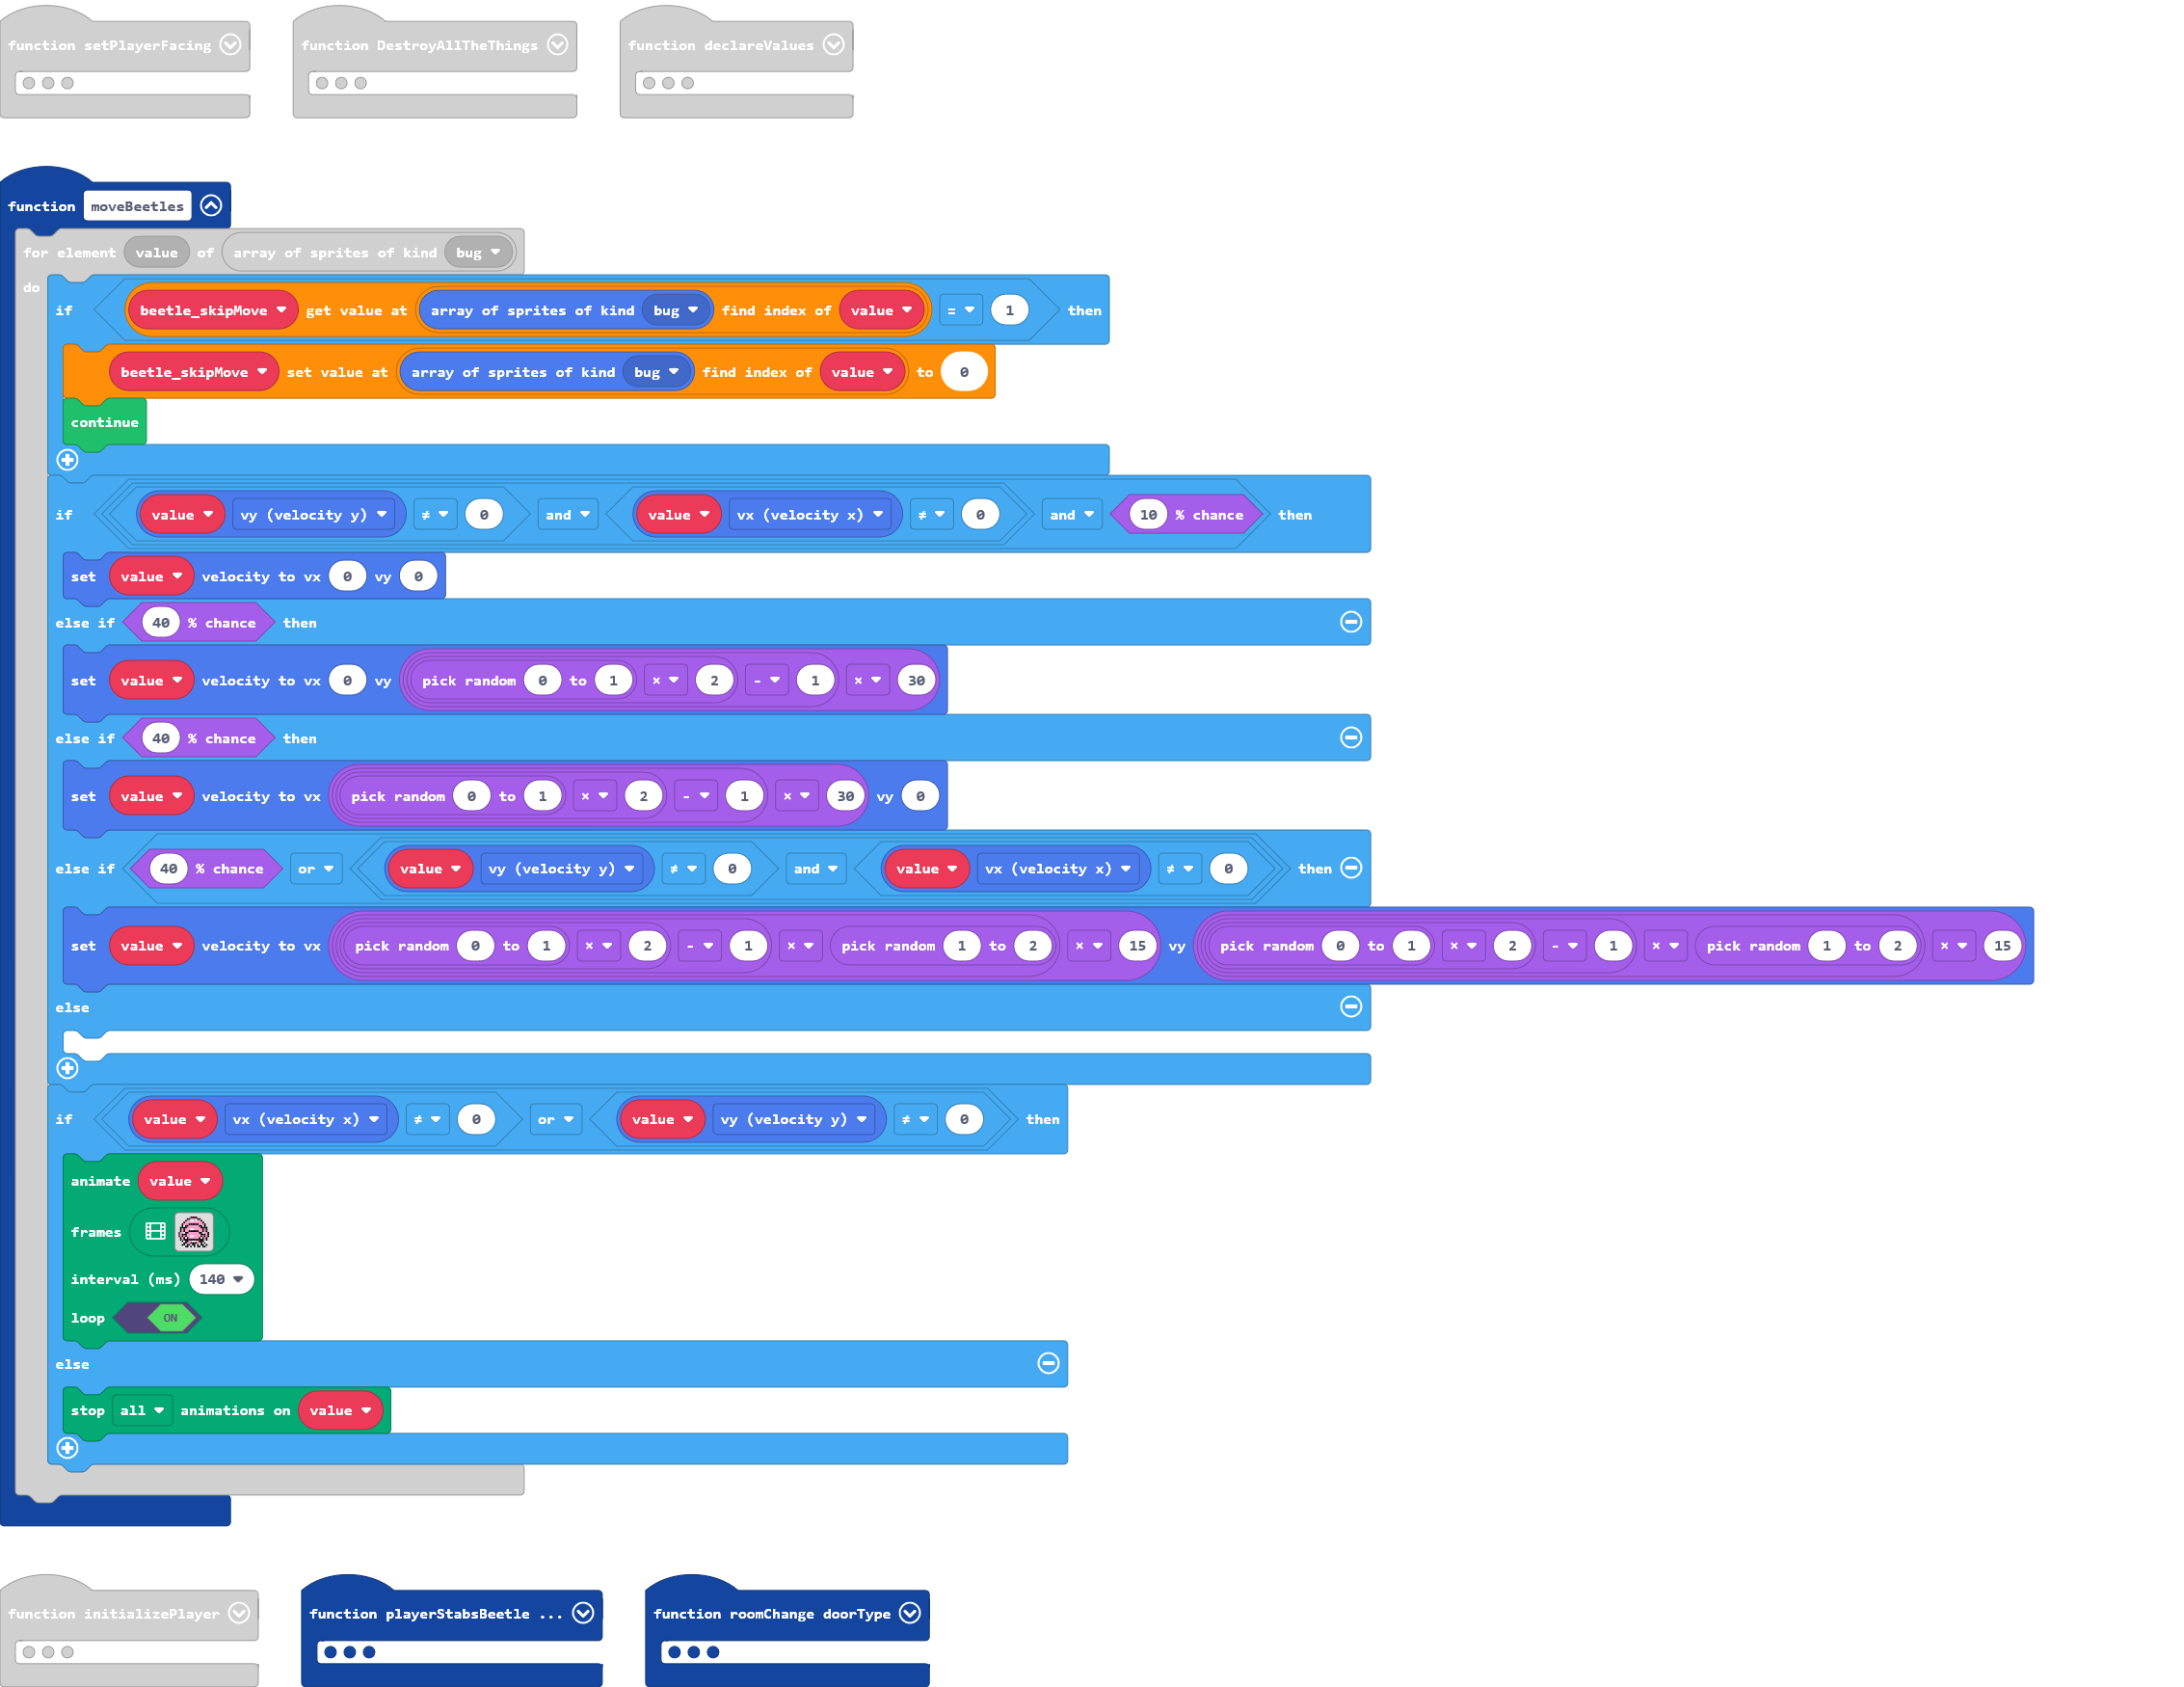 function setPlayerFacing
function DestroyAllTheThings
function declareValues
function moveBeetles
for element value of array of sprites of kind bug
do
if beetle_skipMove get value at array of sprites of kind bug find index of value = 1 then
beetle_skipMove set value at array of sprites of kind bug find index of value to 0
continue
if value vy (velocity y) ≠ 0 and value vx (velocity x) ≠ 0 and 10 % chance then
set value velocity to vx 0 vy 0
else if 40 % chance then
set value velocity to vx 0 vy pick random 0 to 1 × 2 - 1 × 30
else if 40 % chance then
set value velocity to vx pick random 0 to 1 × 2 - 1 × 30 vy 0
else if 40 % chance or value vy (velocity y) ≠ 0 and value vx (velocity x) ≠ 0 then
set value velocity to vx pick random 0 to 1 × 2 - 1 × pick random 1 to 2 × 15 vy pick random 0 to 1 × 2 - 1 × pick random 1 to 2 × 15
else
if value vx (velocity x) ≠ 0 or value vy (velocity y) ≠ 0 then
animate value
frames
interval (ms) 140
loop ON
else
stop all animations on value
function initializePlayer
function playerStabsBeetle ...
function roomChange doorType